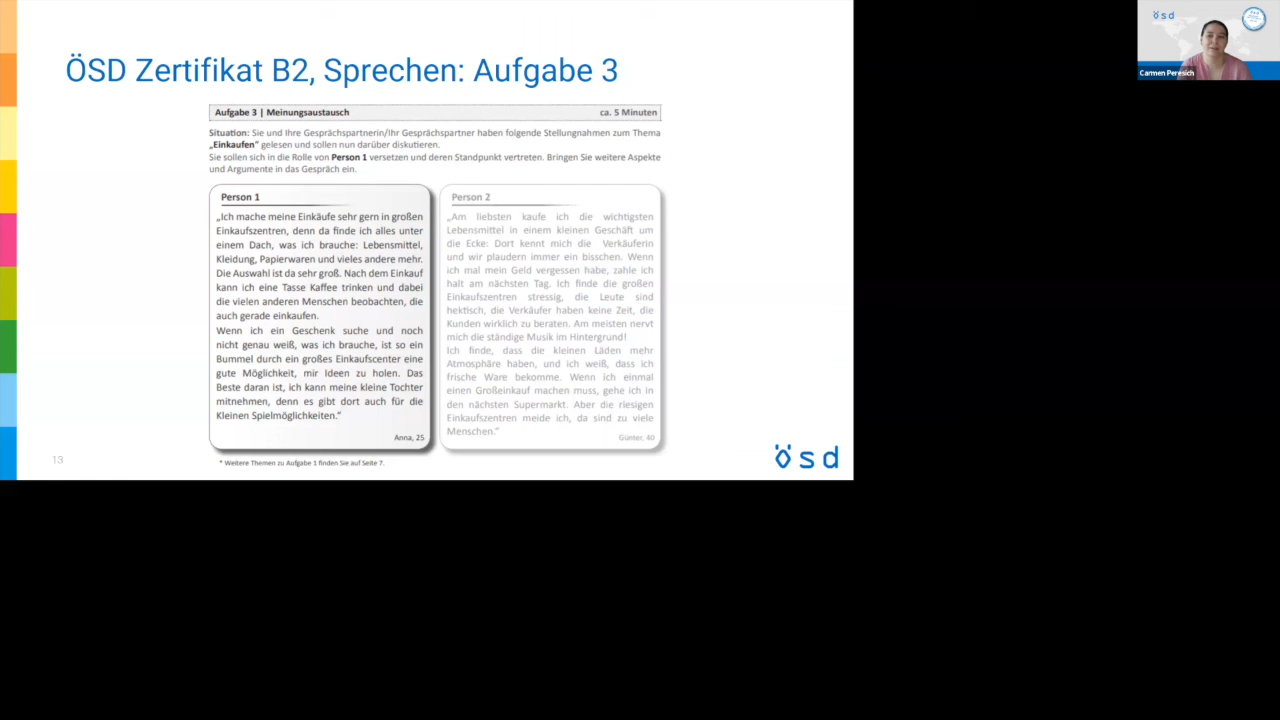 ÖSD Zertifikat B2, Sprechen: Aufgabe 3
Aufgabe 3 | Meinungsaustausch ca. 5 Minuten
Situation: Sie und Ihre Gesprächspartnerin/Ihr Gesprächspartner haben folgende Stellungnahmen zum Thema
„Einkaufen" gelesen und sollen nun darüber diskutieren.
Sie sollen sich in die Rolle von Person 1 versetzen und deren Standpunkt vertreten. Bringen Sie weitere Aspekte
und Argumente in das Gespräch ein.
Person 1
„Ich mache meine Einkäufe sehr gern in großen
Einkaufszentren, denn da finde ich alles unter
einem Dach, was ich brauche: Lebensmittel,
Kleidung, Papierwaren und vieles andere mehr.
Die Auswahl ist da sehr groß. Nach dem Einkauf
kann ich eine Tasse Kaffee trinken und dabei
die vielen anderen Menschen beobachten, die
auch gerade einkaufen.
Wenn ich ein Geschenk suche und noch
nicht genau weiß, was ich brauche, ist so ein
Bummel durch ein großes Einkaufscenter eine
gute Möglichkeit, mir Ideen zu holen. Das
Beste daran ist, ich kann meine kleine Tochter
mitnehmen, denn es gibt dort auch für die
Kleinen Spielmöglichkeiten."
Anna, 25
Person 2
„Am liebsten kaufe ich die wichtigsten
Lebensmittel in einem kleinen Geschäft um
die Ecke: Dort kennt mich die Verkäuferin
und wir plaudern immer ein bisschen. Wenn
ich mal mein Geld vergessen habe, zahle ich
halt am nächsten Tag. Ich finde die großen
Einkaufszentren stressig, die Leute sind
hektisch, die Verkäufer haben keine Zeit, die
Kunden wirklich zu beraten. Am meisten nervt
mich die ständige Musik im Hintergrund!
Ich finde, dass die kleinen Läden mehr
Atmosphäre haben, und ich weiß, dass ich
frische Ware bekomme. Wenn ich einmal
einen Großeinkauf machen muss, gehe ich in
den nächsten Supermarkt. Aber die riesigen
Einkaufszentren meide ich, da sind zu viele
Menschen."
Günter, 40
* Weitere Themen zu Aufgabe 1 finden Sie auf Seite 7.
13
ösd
ösd
Carmen Peresich